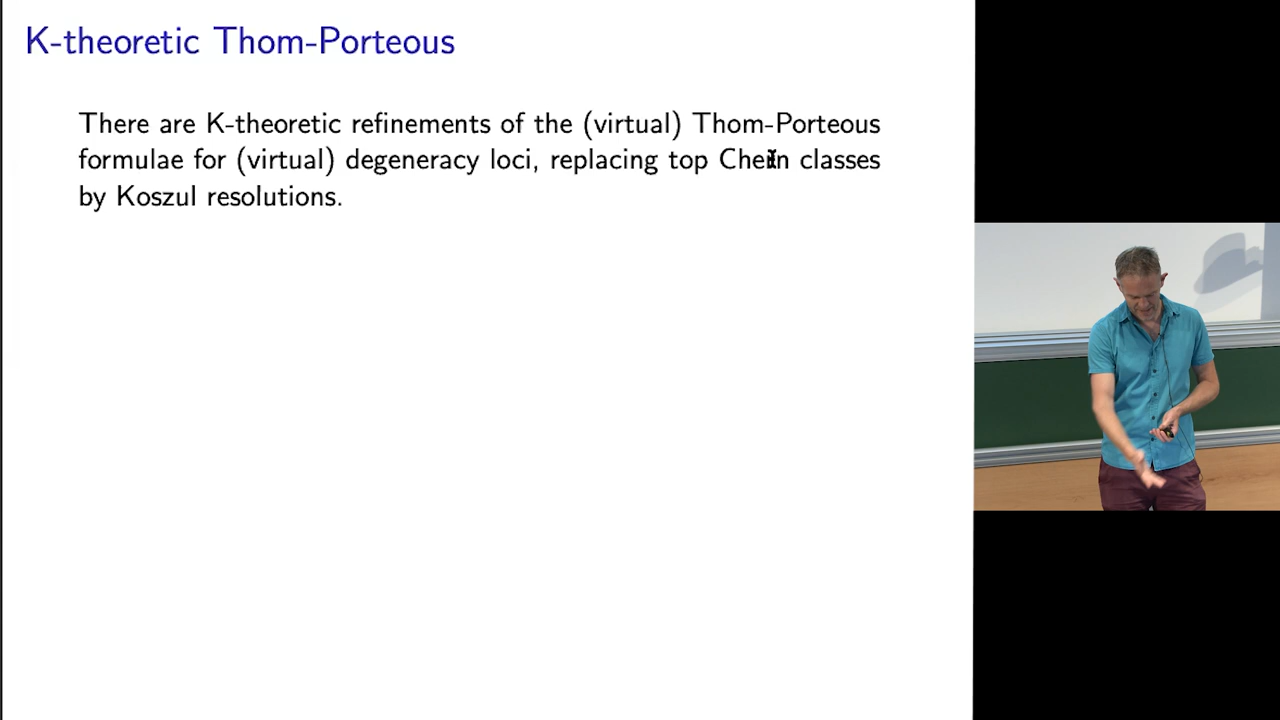 K-theoretic Thom-Porteous
There are K-theoretic refinements of the (virtual) Thom-Porteous
formulae for (virtual) degeneracy loci, replacing top Chern classes
by Koszul resolutions.